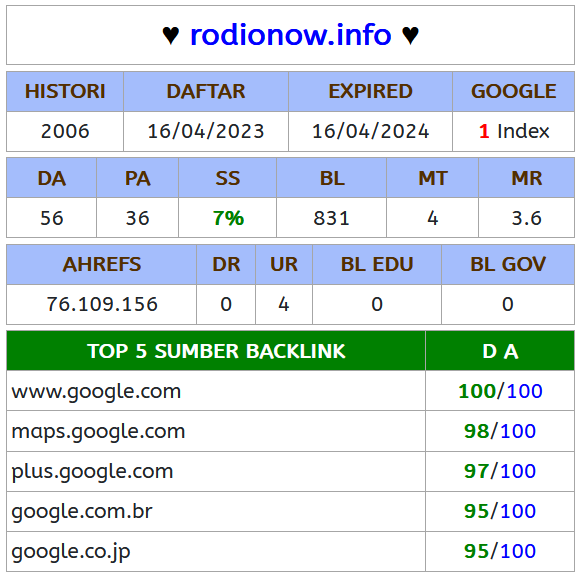 ♥ rodionow.info ♥
HISTORI DAFTAR EXPIRED GOOGLE
2006 16/04/2023 16/04/2024 1 Index
DA PA SS BL MT MR
56 36 7% 831 4 3.6
AHREFS DR UR BL EDU BL GOV
76.109.156 0 4 0 0
TOP 5 SUMBER BACKLINK D A
www.google.com 100/100
maps.google.com 98/100
plus.google.com 97/100
google.com.br 95/100
google.co.jp 95/100